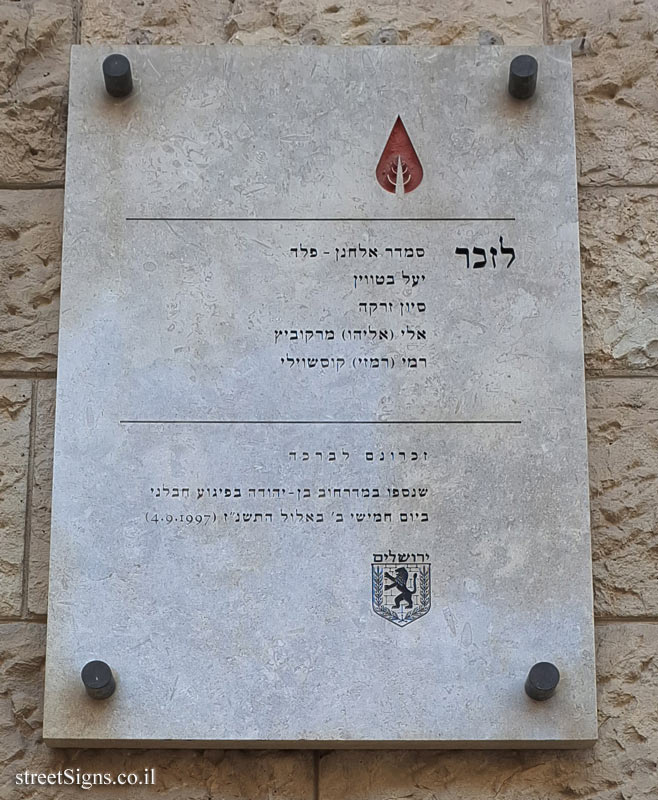 לזכר
סמדר אלחנן - פלד
יעל בטווין
סיון זרקה
אלי (אליהו) מרקוביץ
רמי (רמזי) קוסשוילי
זכרונם לברכה
שנספו במדרחוב בן-יהודה בפיגוע חבלני
ביום חמישי ב' באלול התשנ"ז (4.9.1997)
ירושלים
streetSigns.co.il